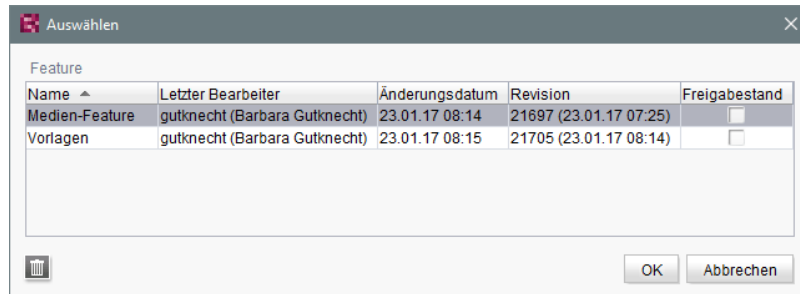 Auswählen
Feature
Name Letzter Bearbeiter Änderungsdatum Revision Freigabestand
Medien-Feature gutknecht (Barbara Gutknecht) 23.01.17 08:14 21697 (23.01.17 07:25)
Vorlagen gutknecht (Barbara Gutknecht) 23.01.17 08:15 21705 (23.01.17 08:14)
OK Abbrechen